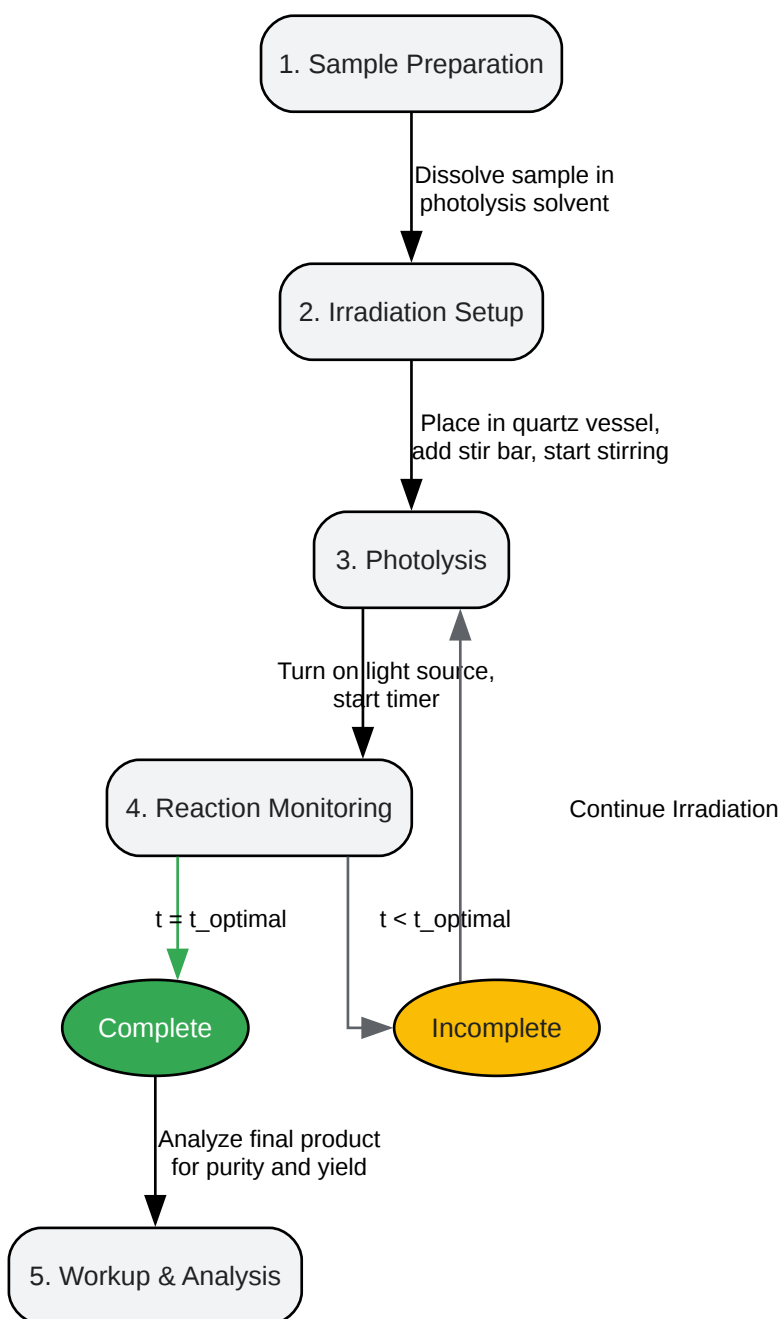 1. Sample Preparation
Dissolve sample in
photolysis solvent
2. Irradiation Setup
Place in quartz vessel,
add stir bar, start stirring
3. Photolysis
Turn on light source,
start timer
4. Reaction Monitoring
Continue Irradiation
t = t_optimal
t < t_optimal
Complete
Incomplete
Analyze final product
for purity and yield
5. Workup & Analysis